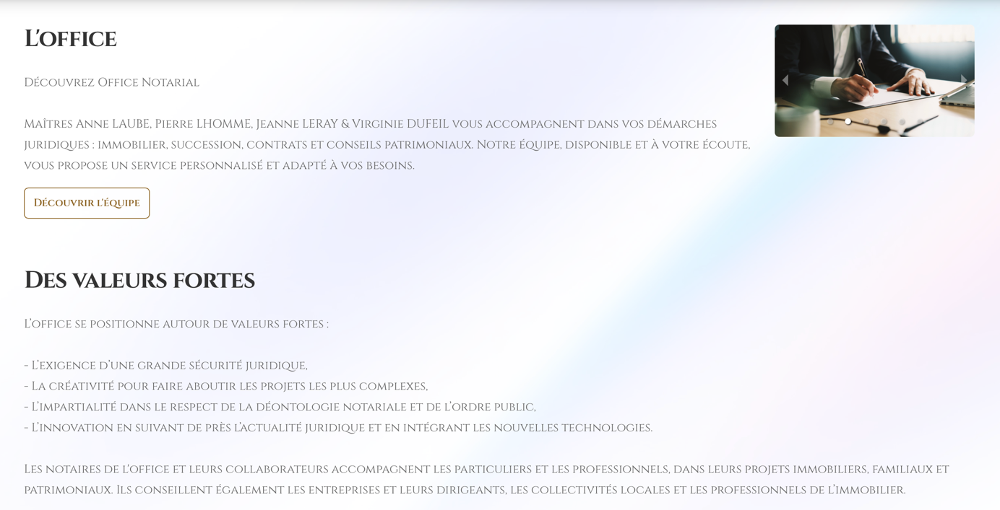 L'office
Découvrez Office Notarial
Maîtres Anne LAUBE, Pierre LHOMME, Jeanne LERAY & Virginie DUFEIL vous accompagnent dans vos démarches
juridiques : immobilier, succession, contrats et conseils patrimoniaux. Notre équipe, disponible et à votre écoute,
vous propose un service personnalisé et adapté à vos besoins.
Découvrir l'équipe
Des valeurs fortes
L’office se positionne autour de valeurs fortes :
- L’exigence d’une grande sécurité juridique,
- La créativité pour faire aboutir les projets les plus complexes,
- L’impartialité dans le respect de la déontologie notariale et de l’ordre public,
- L’innovation en suivant de près l’actualité juridique et en intégrant les nouvelles technologies.
Les notaires de l'office et leurs collaborateurs accompagnent les particuliers et les professionnels, dans leurs projets immobiliers, familiaux et
patrimoniaux. Ils conseillent également les entreprises et leurs dirigeants, les collectivités locales et les professionnels de l’immobilier.